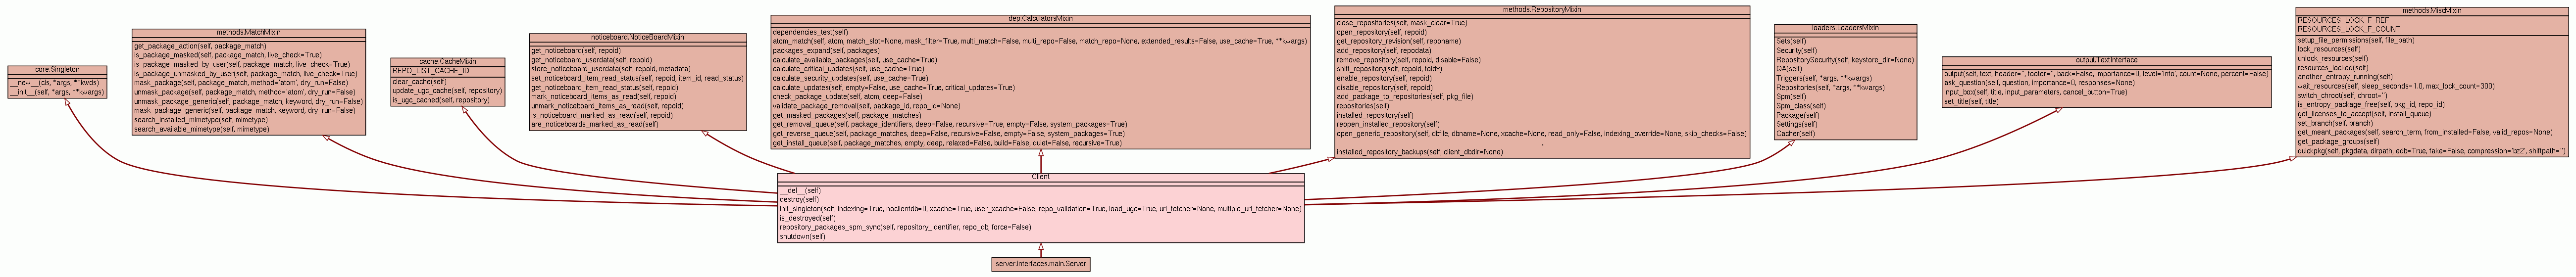 core.Singleton
__new__(cls, *args, **kwds)
__init__(self, *args, **kwargs)
methods.MatchMixin
get_package_action(self, package_match)
is_package_masked(self, package_match, live_check=True)
is_package_masked_by_user(self, package_match, live_check=True)
is_package_unmasked_by_user(self, package_match, live_check=True)
mask_package(self, package_match, method='atom', dry_run=False)
unmask_package(self, package_match, method='atom', dry_run=False)
unmask_package_generic(self, package_match, keyword, dry_run=False)
mask_package_generic(self, package_match, keyword, dry_run=False)
search_installed_mimetype(self, mimetype)
search_available_mimetype(self, mimetype)
cache.CacheMixin
REPO_LIST_CACHE_ID
clear_cache(self)
update_ugc_cache(self, repository)
is_ugc_cached(self, repository)
noticeboard.NoticeBoardMixin
get_noticeboard(self, repoid)
get_noticeboard_userdata(self, repoid)
store_noticeboard_userdata(self, repoid, metadata)
set_noticeboard_item_read_status(self, repoid, item_id, read_status)
get_noticeboard_item_read_status(self, repoid)
mark_noticeboard_items_as_read(self, repoid)
unmark_noticeboard_items_as_read(self, repoid)
is_noticeboard_marked_as_read(self, repoid)
are_noticeboards_marked_as_read(self)
dep.CalculatorsMixin
dependencies_test(self)
atom_match(self, atom, match_slot=None, mask_filter=True, multi_match=False, multi_repo=False, match_repo=None, extended_results=False, use_cache=True, **kwargs)
packages_expand(self, packages)
calculate_available_packages(self, use_cache=True)
calculate_critical_updates(self, use_cache=True)
calculate_security_updates(self, use_cache=True)
calculate_updates(self, empty=False, use_cache=True, critical_updates=True)
check_package_update(self, atom, deep=False)
validate_package_removal(self, package_id, repo_id=None)
get_masked_packages(self, package_matches)
get_removal_queue(self, package_identifiers, deep=False, recursive=True, empty=False, system_packages=True)
get_reverse_queue(self, package_matches, deep=False, recursive=False, empty=False, system_packages=True)
get_install_queue(self, package_matches, empty, deep, relaxed=False, build=False, quiet=False, recursive=True)
methods.RepositoryMixin
close_repositories(self, mask_clear=True)
open_repository(self, repoid)
get_repository_revision(self, reponame)
add_repository(self, repodata)
remove_repository(self, repoid, disable=False)
shift_repository(self, repoid, toidx)
enable_repository(self, repoid)
disable_repository(self, repoid)
add_package_to_repositories(self, pkg_file)
repositories(self)
installed_repository(self)
reopen_installed_repository(self)
open_generic_repository(self, dbfile, dbname=None, xcache=None, read_only=False, indexing_override=None, skip_checks=False)
...
installed_repository_backups(self, client_dbdir=None)
loaders.LoadersMixin
Sets(self)
Security(self)
RepositorySecurity(self, keystore_dir=None)
QA(self)
Triggers(self, *args, **kwargs)
Repositories(self, *args, **kwargs)
Spm(self)
Spm_class(self)
Package(self)
Settings(self)
Cacher(self)
output.TextInterface
output(self, text, header='', footer='', back=False, importance=0, level='info', count=None, percent=False)
ask_question(self, question, importance=0, responses=None)
input_box(self, title, input_parameters, cancel_button=True)
set_title(self, title)
methods.MiscMixin
RESOURCES_LOCK_F_REF
RESOURCES_LOCK_F_COUNT
setup_file_permissions(self, file_path)
lock_resources(self)
unlock_resources(self)
resources_locked(self)
another_entropy_running(self)
wait_resources(self, sleep_seconds=1.0, max_lock_count=300)
switch_chroot(self, chroot='')
is_entropy_package_free(self, pkg_id, repo_id)
get_licenses_to_accept(self, install_queue)
set_branch(self, branch)
get_meant_packages(self, search_term, from_installed=False, valid_repos=None)
get_package_groups(self)
quickpkg(self, pkgdata, dirpath, edb=True, fake=False, compression='bz2', shiftpath='')
Client
__del__(self)
destroy(self)
init_singleton(self, indexing=True, noclientdb=0, xcache=True, user_xcache=False, repo_validation=True, load_ugc=True, url_fetcher=None, multiple_url_fetcher=None)
is_destroyed(self)
repository_packages_spm_sync(self, repository_identifier, repo_db, force=False)
shutdown(self)
server.interfaces.main.Server